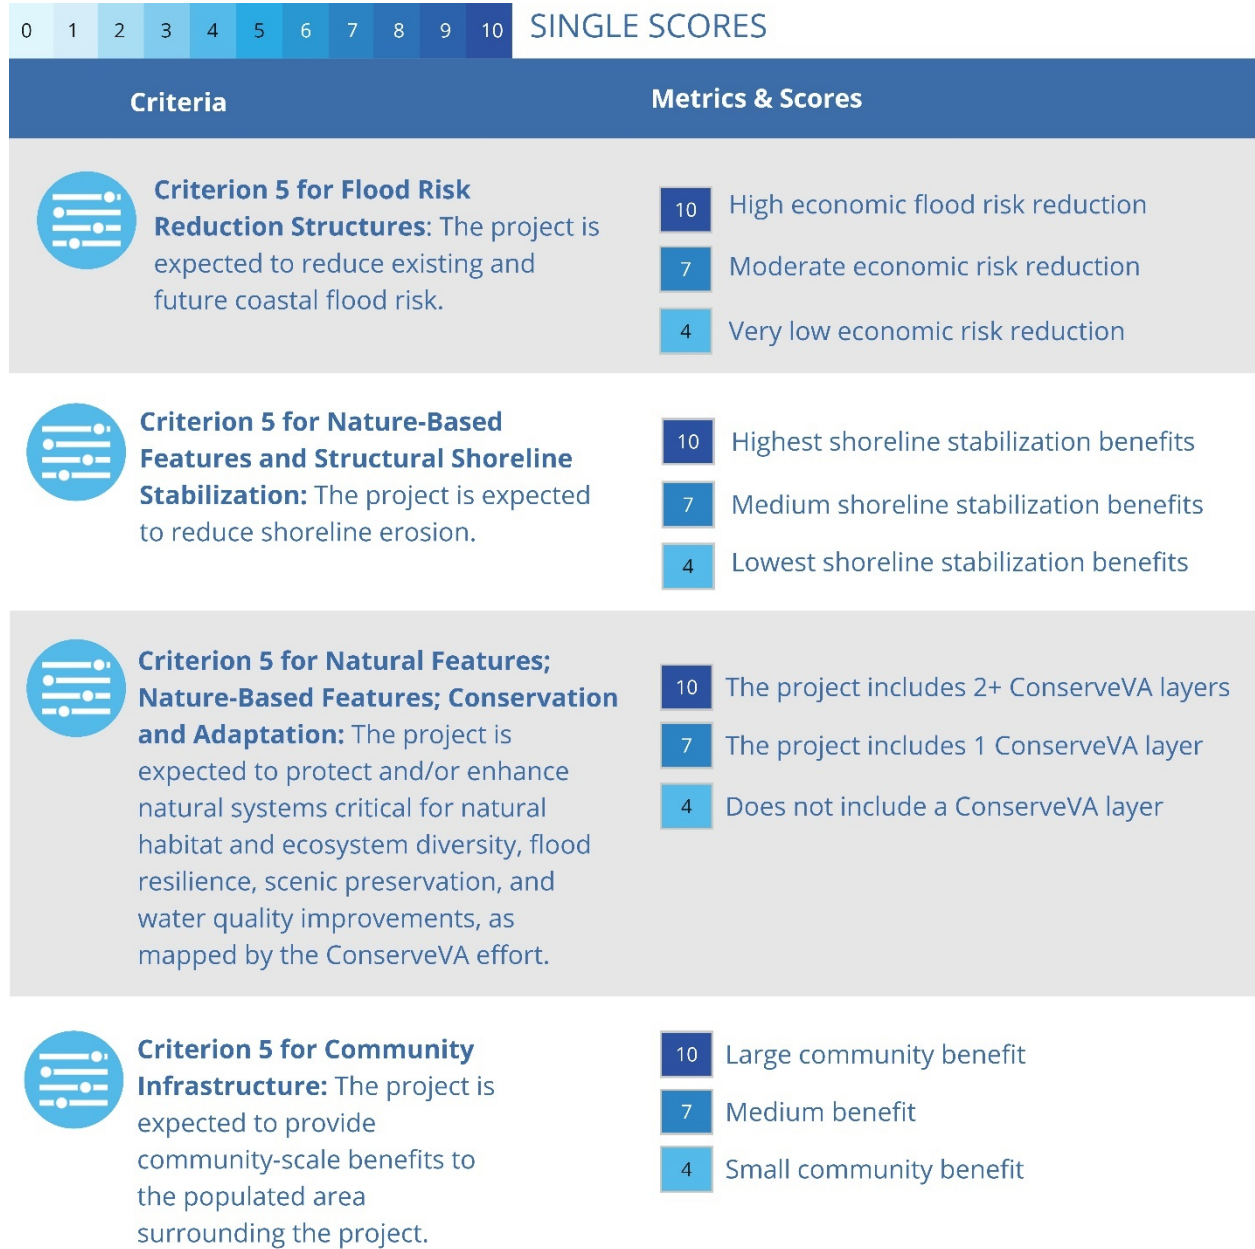 0 1 2 3 4 5 6 7 8 9 10 SINGLE SCORES
Criteria
Metrics & Scores
Criterion 5 for Flood Risk
Reduction Structures: The project is
expected to reduce existing and
future coastal flood risk.
10 High economic flood risk reduction
7 Moderate economic risk reduction
4 Very low economic risk reduction
Criterion 5 for Nature-Based
Features and Structural Shoreline
Stabilization: The project is expected
to reduce shoreline erosion.
10 Highest shoreline stabilization benefits
7 Medium shoreline stabilization benefits
4 Lowest shoreline stabilization benefits
Criterion 5 for Natural Features;
Nature-Based Features; Conservation
and Adaptation: The project is
expected to protect and/or enhance
natural systems critical for natural
habitat and ecosystem diversity, flood
resilience, scenic preservation, and
water quality improvements, as
mapped by the ConserveVA effort.
10 The project includes 2+ ConserveVA layers
7 The project includes 1 ConserveVA layer
4 Does not include a ConserveVA layer
Criterion 5 for Community
Infrastructure: The project is
expected to provide
community-scale benefits to
the populated area
surrounding the project.
10 Large community benefit
7 Medium benefit
4 Small community benefit